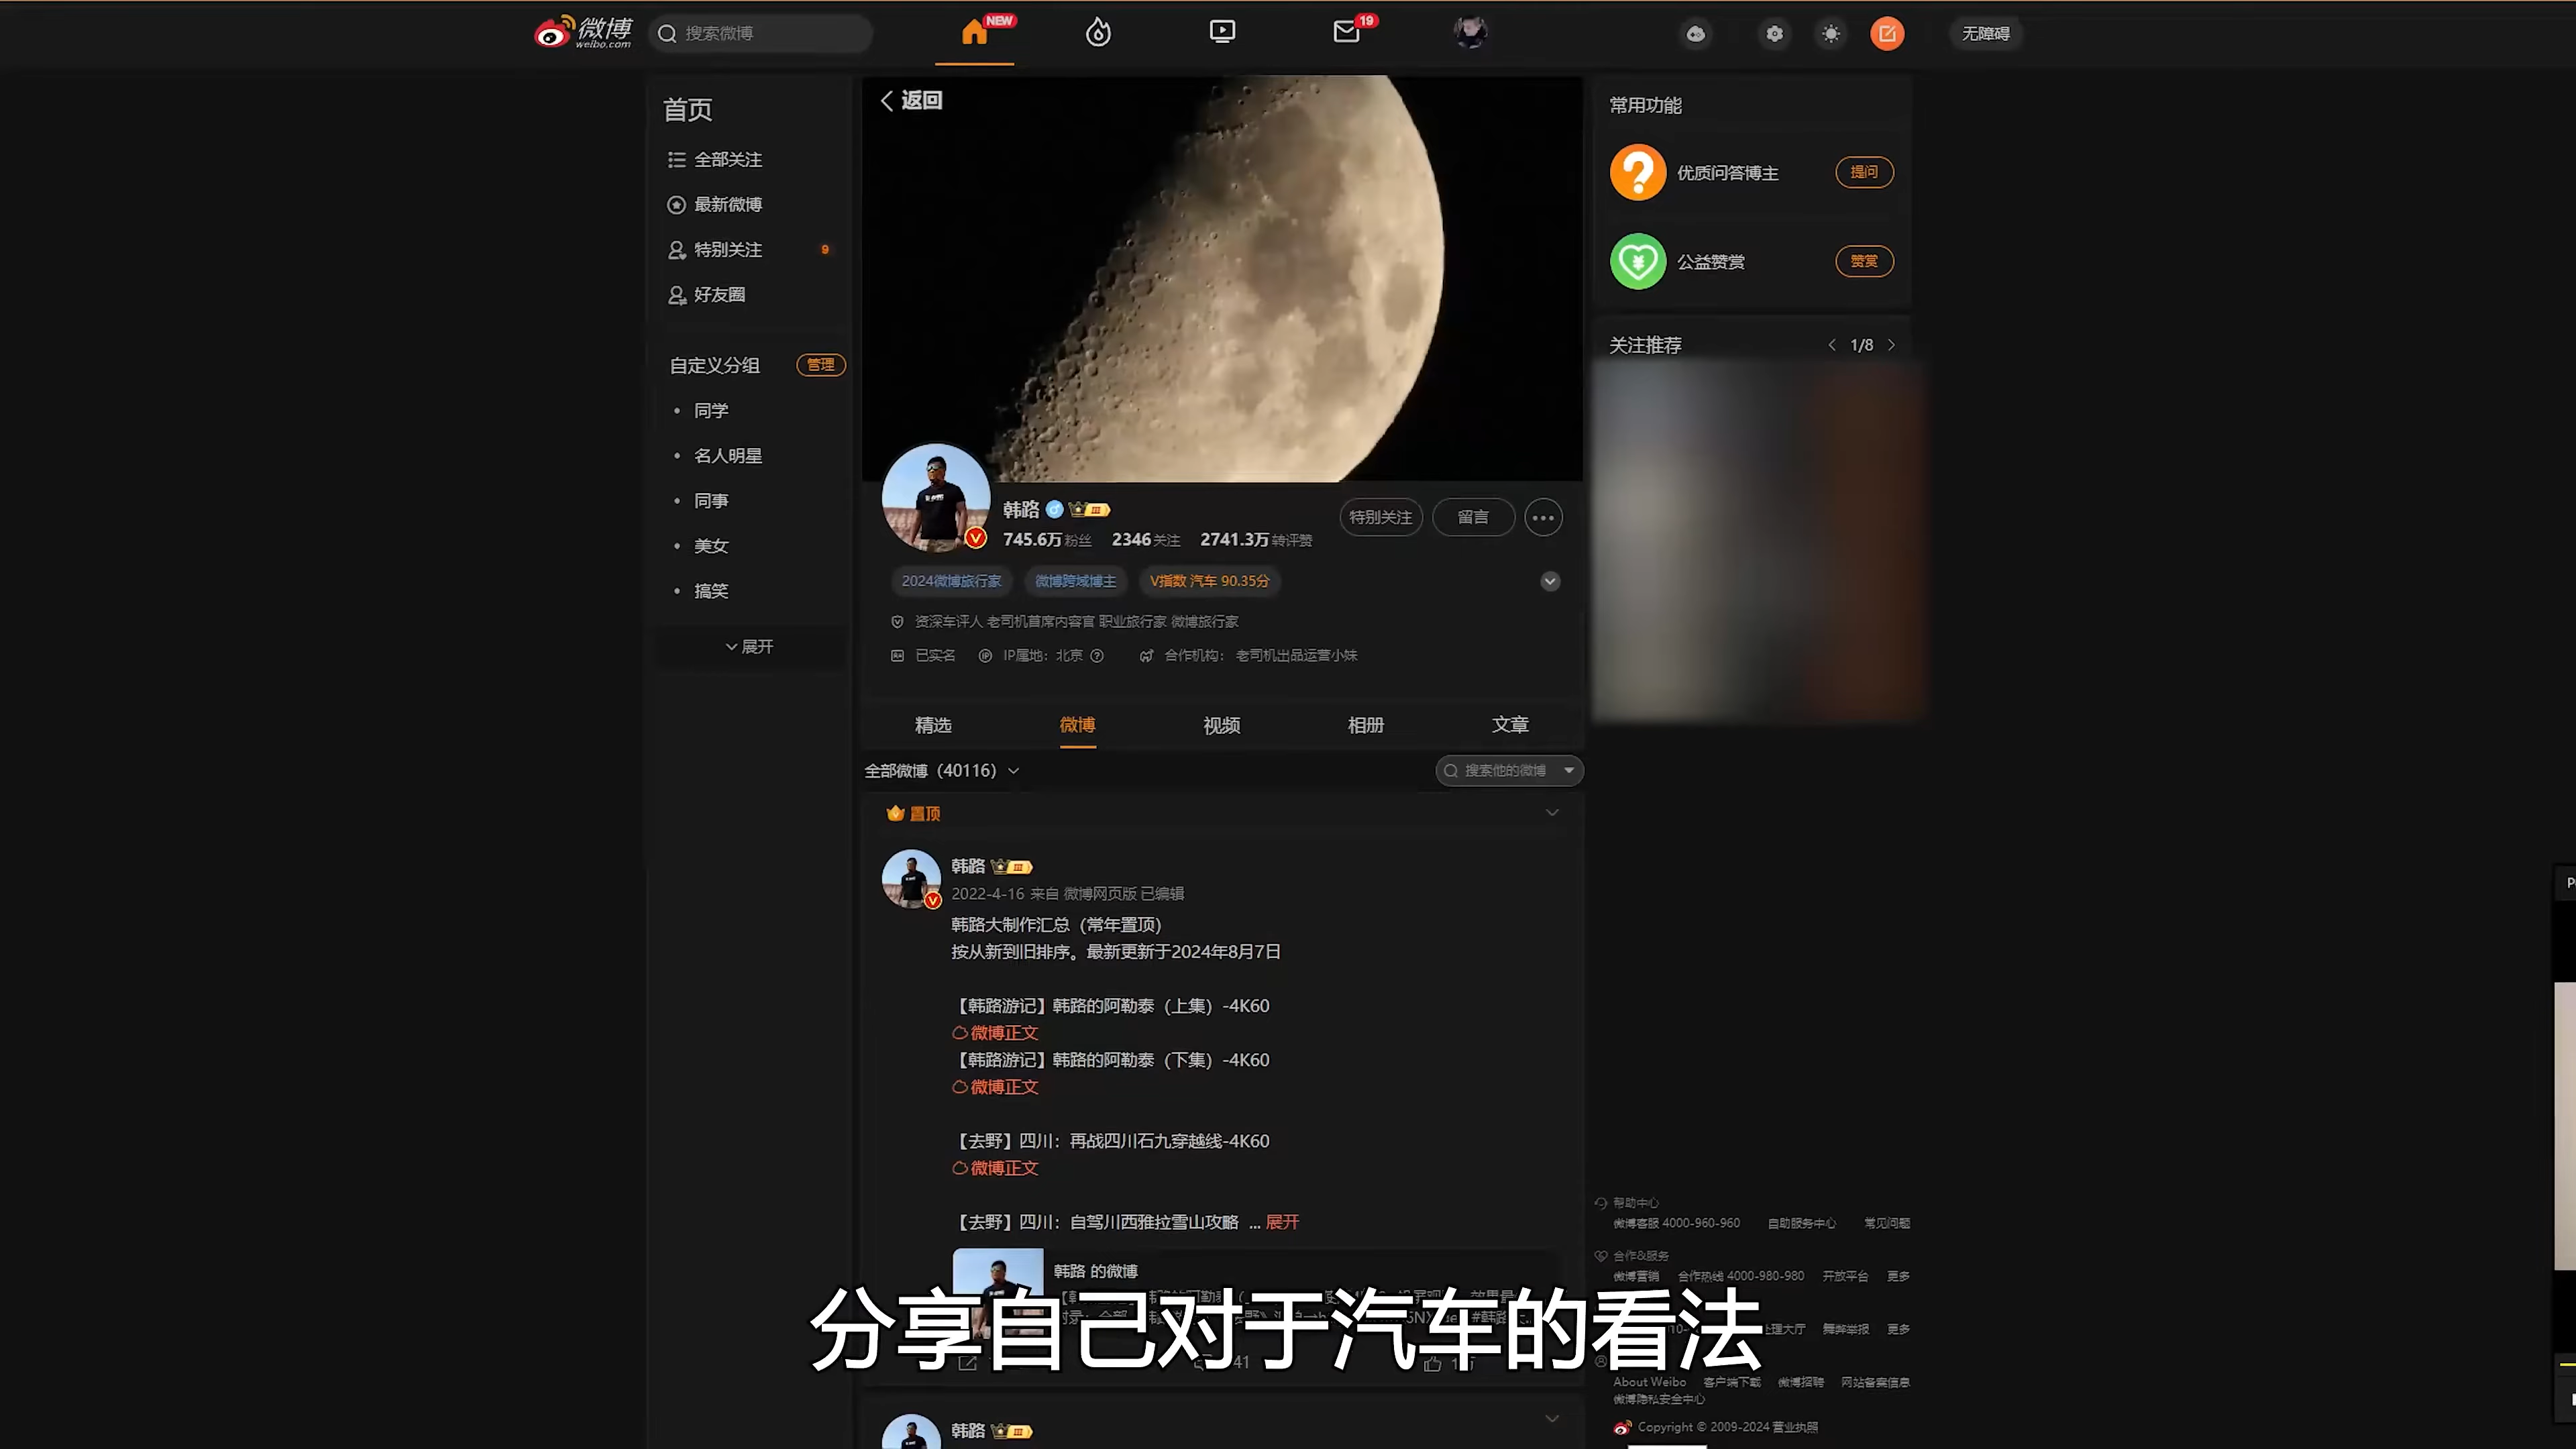 微博
weibo.com
搜索微博
NEW
19
无障碍
首页
全部关注
最新微博
特别关注
9
好友圈
自定义分组
管理
同学
名人明星
同事
美女
搞笑
展开
返回
韩路
745.6万粉丝 2346关注 2741.3万转评赞
特别关注
留言
2024微博旅行家
微博跨域博主
V指数 汽车 90.35分
资深车评人 老司机首席内容官 职业旅行家 微博旅行家
已实名
IP属地：北京
合作机构：老司机出品运营小妹
精选
微博
视频
相册
文章
全部微博（40116）
搜索他的微博
置顶
韩路
2022-4-16 来自 微博网页版 已编辑
韩路大制作汇总（常年置顶）
按从新到旧排序。最新更新于2024年8月7日
【韩路游记】韩路的阿勒泰（上集）-4K60
微博正文
【韩路游记】韩路的阿勒泰（下集）-4K60
微博正文
【去野】四川：再战四川石九穿越线-4K60
微博正文
【去野】四川：自驾川西雅拉雪山攻略 ... 展开
韩路 的微博
分享自己对于汽车的看法
韩路
常用功能
优质问答博主
提问
公益赞赏
赞赏
关注推荐
1/8
帮助中心
微博客服 4000-960-960 自助服务中心 常见问题
合作&服务
微博营销 合作热线 4000-980-980 开放平台 更多
处理大厅 舞弊举报 更多
About Weibo 客户端下载 微博招聘 网站备案信息
微博隐私安全中心
Copyright © 2009-2024 营业执照